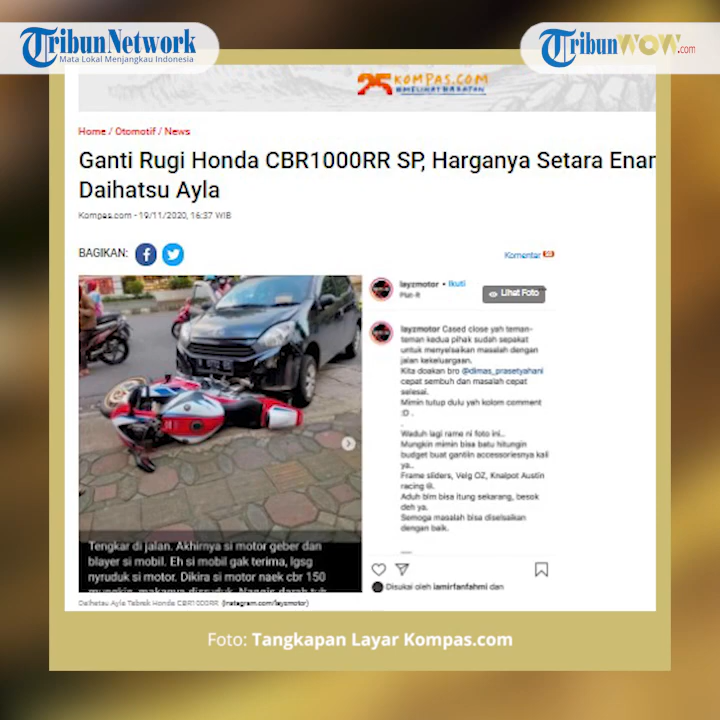 TribunNetwork
Mata Lokal Menjangkau Indonesia
TribunWOW.com
25 KOMPAS.COM
#MELIHATHARAPAN
Home / Otomotif / News
Ganti Rugi Honda CBR1000RR SP, Harganya Setara Enam
Daihatsu Ayla
Kompas.com - 19/11/2020, 16:37 WIB
BAGIKAN:
Komentar
layzmotor • Ikuti
Plun-It
Lihat Foto
layzmotor Cased close yah teman-
teman kedua pihak sudah sepakat
untuk menyelsaikan masalah dengan
jalan kekeluargaan.
Kita doakan bro @dimas_prasetyahani
cepat sembuh dan masalah cepat
selesai.
Mimin tutup dulu yah kolom comment
:D .
.
Waduh lagi rame ni foto ini..
Mungkin mimin bisa batu hitungin
budget buat gantiin accessoriesnya kali
ya..
Frame sliders, Velg OZ, Knalpot Austin
racing
Aduh blm bisa itung sekarang, besok
deh ya.
Semoga masalah bisa diselsaikan
dengan baik.
Tengkar di jalan. Akhirnya si motor geber dan
blayer si mobil. Eh si mobil gak terima, lgsg
nyruduk si motor. Dikira si motor naek cbr 150
Disukai oleh iamirfanfahmi dan
Daihatsu Ayla Tabrak Honda CBR1000RR (Instagram.com/layzmotor)
Foto: Tangkapan Layar Kompas.com